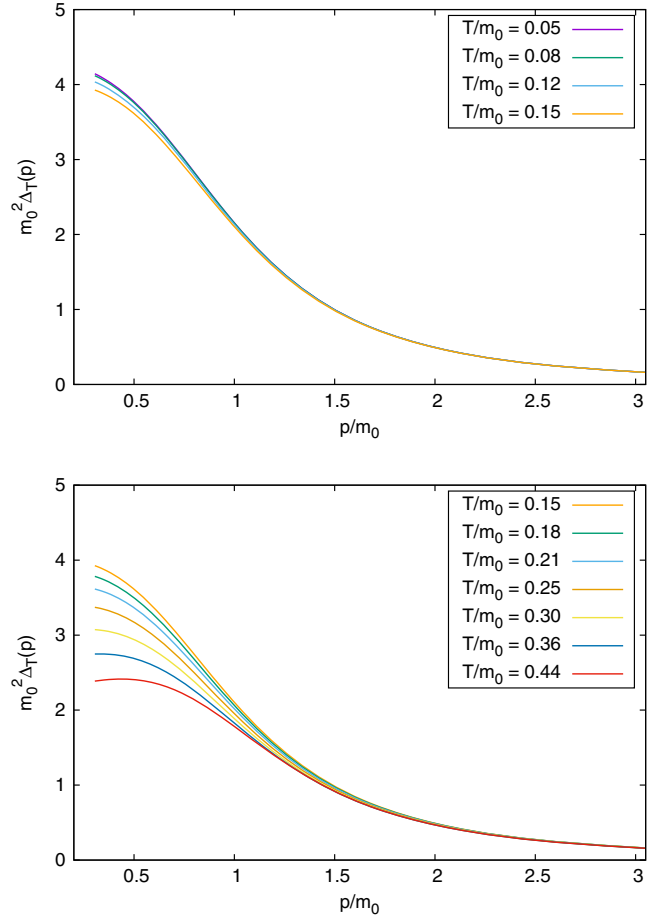 5
4
3
2
1
0
m₀²Δ_T(p)
T/m₀ = 0.05
T/m₀ = 0.08
T/m₀ = 0.12
T/m₀ = 0.15
0.5 1 1.5 2 2.5 3
p/m₀
5
4
3
2
1
0
m₀²Δ_T(p)
T/m₀ = 0.15
T/m₀ = 0.18
T/m₀ = 0.21
T/m₀ = 0.25
T/m₀ = 0.30
T/m₀ = 0.36
T/m₀ = 0.44
0.5 1 1.5 2 2.5 3
p/m₀